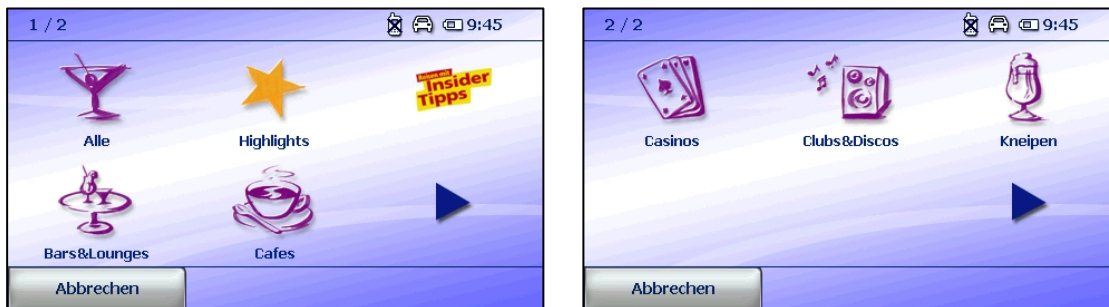 1 / 2
9:45
Reisen mit
Insider
Tipps
Alle
Highlights
Bars&Lounges
Cafes
Abbrechen
2 / 2
9:45
Casinos
Clubs&Discos
Kneipen
Abbrechen